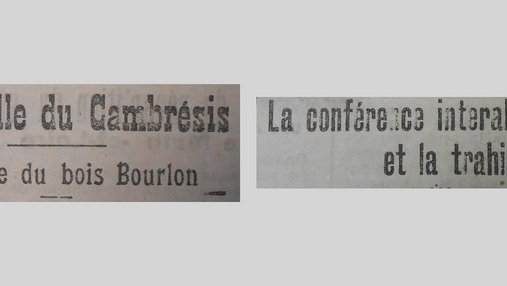 lle du Cambrésis
e du bois Bourlon
La conférence interal
et la trahi